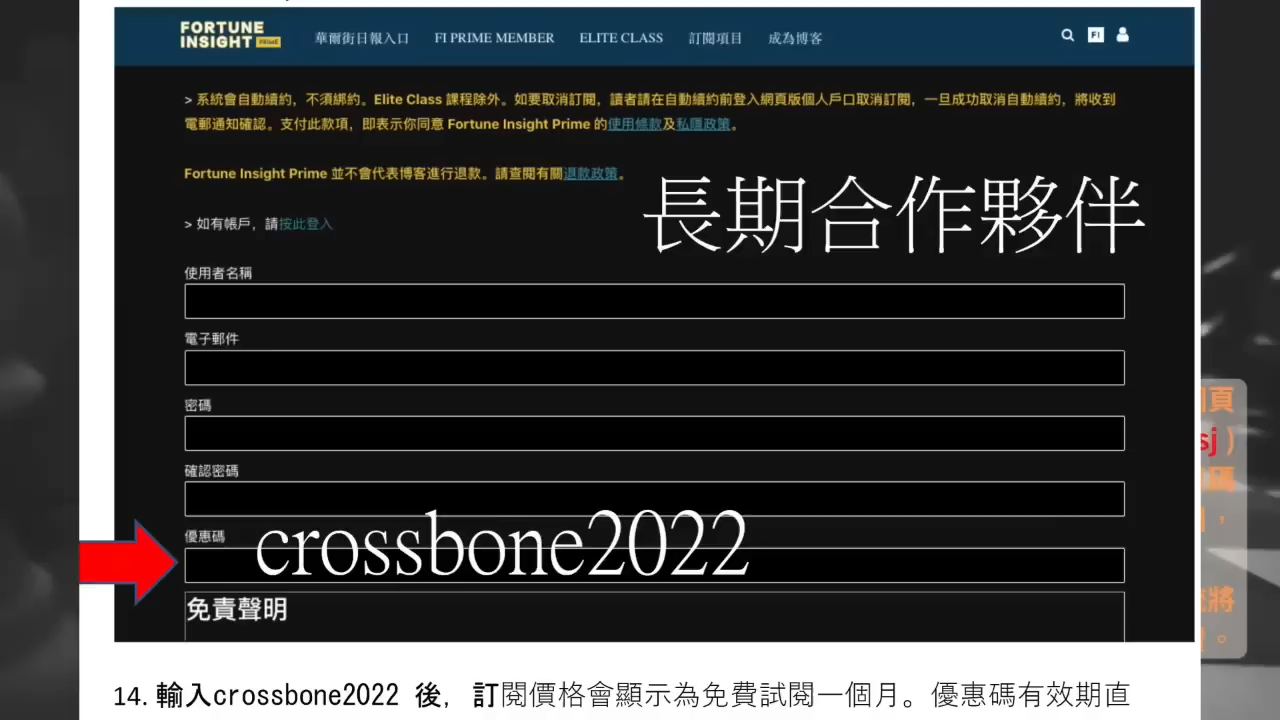 FORTUNE
INSIGHT PRIME
華爾街日報入口 FI PRIME MEMBER ELITE CLASS 訂閱項目 成為博客
FI
> 系統會自動續約，不須綁約。Elite Class 課程除外。如要取消訂閱，讀者請在自動續約前登入網頁版個人戶口取消訂閱，一旦成功取消自動續約，將收到
電郵通知確認。支付此款項，即表示你同意 Fortune Insight Prime 的使用條款及私隱政策。
Fortune Insight Prime 並不會代表博客進行退款。請查閱有關退款政策。
長期合作夥伴
> 如有帳戶，請按此登入
使用者名稱
電子郵件
密碼
確認密碼
優惠碼
crossbone2022
免責聲明
頁
sj )
碼
，
將
。
14. 輸入crossbone2022 後，訂閱價格會顯示為免費試閱一個月。優惠碼有效期直